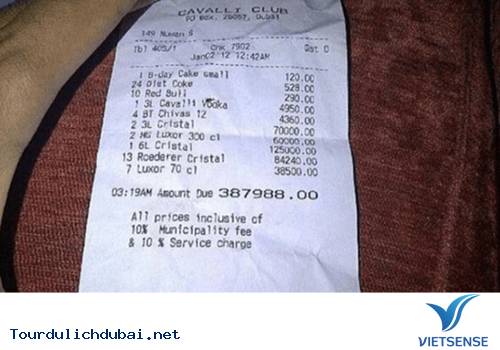 CAVALLI CLUB
PO BOX. 20057, DLS31
149 Numan S
Tbl 405/1 Chk 7902 Gst 0
Jan02'12 12:42AM
1 B-day Cake small 120.00
24 Diet Coke 528.00
10 Red Bull 290.00
1 3L Cavalli Vodka 4950.00
4 BT Chivas 12 4360.00
2 3L Cristal 70000.00
2 MG Luxor 300 cl 60000.00
1 6L Cristal 125000.00
13 Roederer Cristal 84240.00
7 Luxor 70 cl 38500.00
03:19AM Amount Due 387988.00
All prices inclusive of
10% Municipality fee
& 10 % Service charge
Tourdulichdubai.net
VIETSENSE